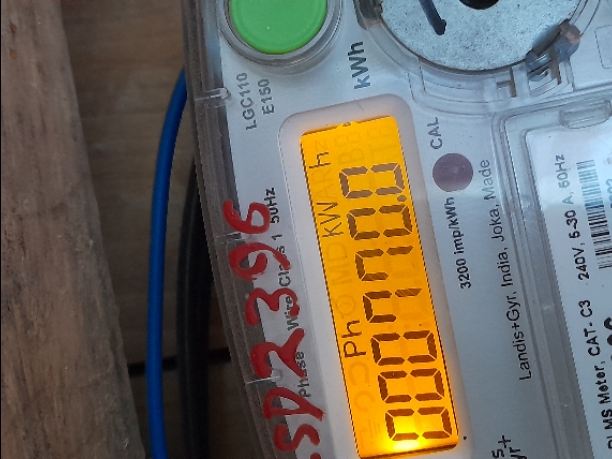 LGC110
E150
SD2396
Phase Wire Class 1 50Hz
kWh
Ph kW h
000770.0
CAL
3200 imp/kWh
Landis+Gyr, India, Joka, Made
240V, 5-30 A, 50Hz
Meter, CAT- C3